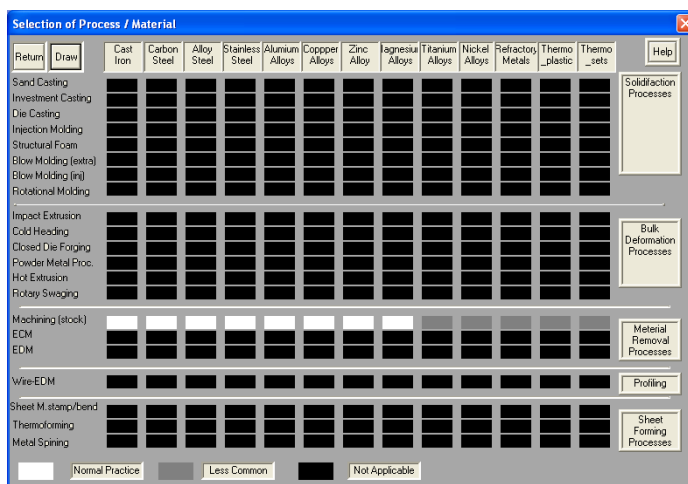 Selection of Process / Material
Return Draw Cast Iron Carbon Steel Alloy Steel Stainless Steel Alumium Alloys Coppper Alloys Zinc Alloy lagnesiur Alloys Titanium Alloys Nickel Alloys Refractory Metals Thermo _plastic Thermo _sets Help
Sand Casting
Investment Casting
Die Casting
Injection Molding
Structural Foam
Blow Molding (extra)
Blow Molding (inj)
Rotational Molding
Solidifaction
Processes
Impact Extrusion
Cold Heading
Closed Die Forging
Powder Metal Proc.
Hot Extrusion
Rotary Swaging
Bulk
Deformation
Processes
Machining (stock)
ECM
EDM
Meterial
Removal
Processes
Wire-EDM
Profiling
Sheet M.stamp/bend
Thermoforming
Metal Spining
Sheet
Forming
Processes
Normal Practice Less Common Not Applicable